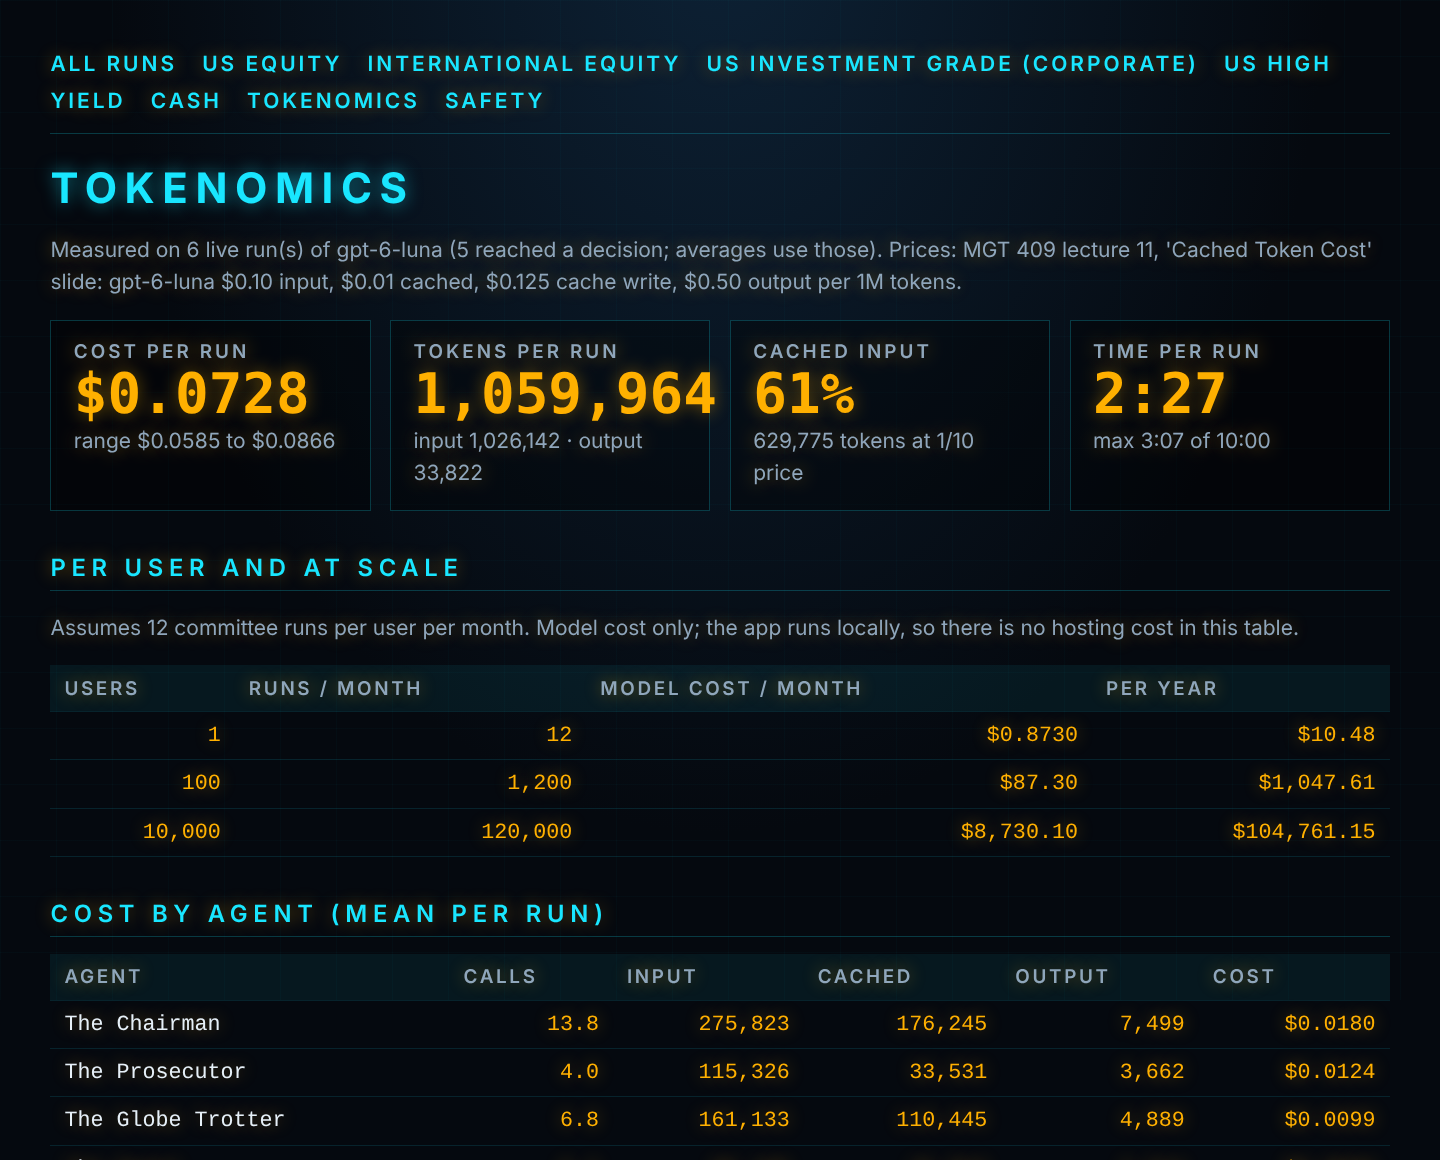 ALL RUNS US EQUITY INTERNATIONAL EQUITY US INVESTMENT GRADE (CORPORATE) US HIGH
YIELD CASH TOKENOMICS SAFETY
TOKENOMICS
Measured on 6 live run(s) of gpt-6-luna (5 reached a decision; averages use those). Prices: MGT 409 lecture 11, 'Cached Token Cost'
slide: gpt-6-luna $0.10 input, $0.01 cached, $0.125 cache write, $0.50 output per 1M tokens.
COST PER RUN
$0.0728
range $0.0585 to $0.0866
TOKENS PER RUN
1,059,964
input 1,026,142 · output
33,822
CACHED INPUT
61%
629,775 tokens at 1/10
price
TIME PER RUN
2:27
max 3:07 of 10:00
PER USER AND AT SCALE
Assumes 12 committee runs per user per month. Model cost only; the app runs locally, so there is no hosting cost in this table.
USERS RUNS / MONTH MODEL COST / MONTH PER YEAR
1 12 $0.8730 $10.48
100 1,200 $87.30 $1,047.61
10,000 120,000 $8,730.10 $104,761.15
COST BY AGENT (MEAN PER RUN)
AGENT CALLS INPUT CACHED OUTPUT COST
The Chairman 13.8 275,823 176,245 7,499 $0.0180
The Prosecutor 4.0 115,326 33,531 3,662 $0.0124
The Globe Trotter 6.8 161,133 110,445 4,889 $0.0099